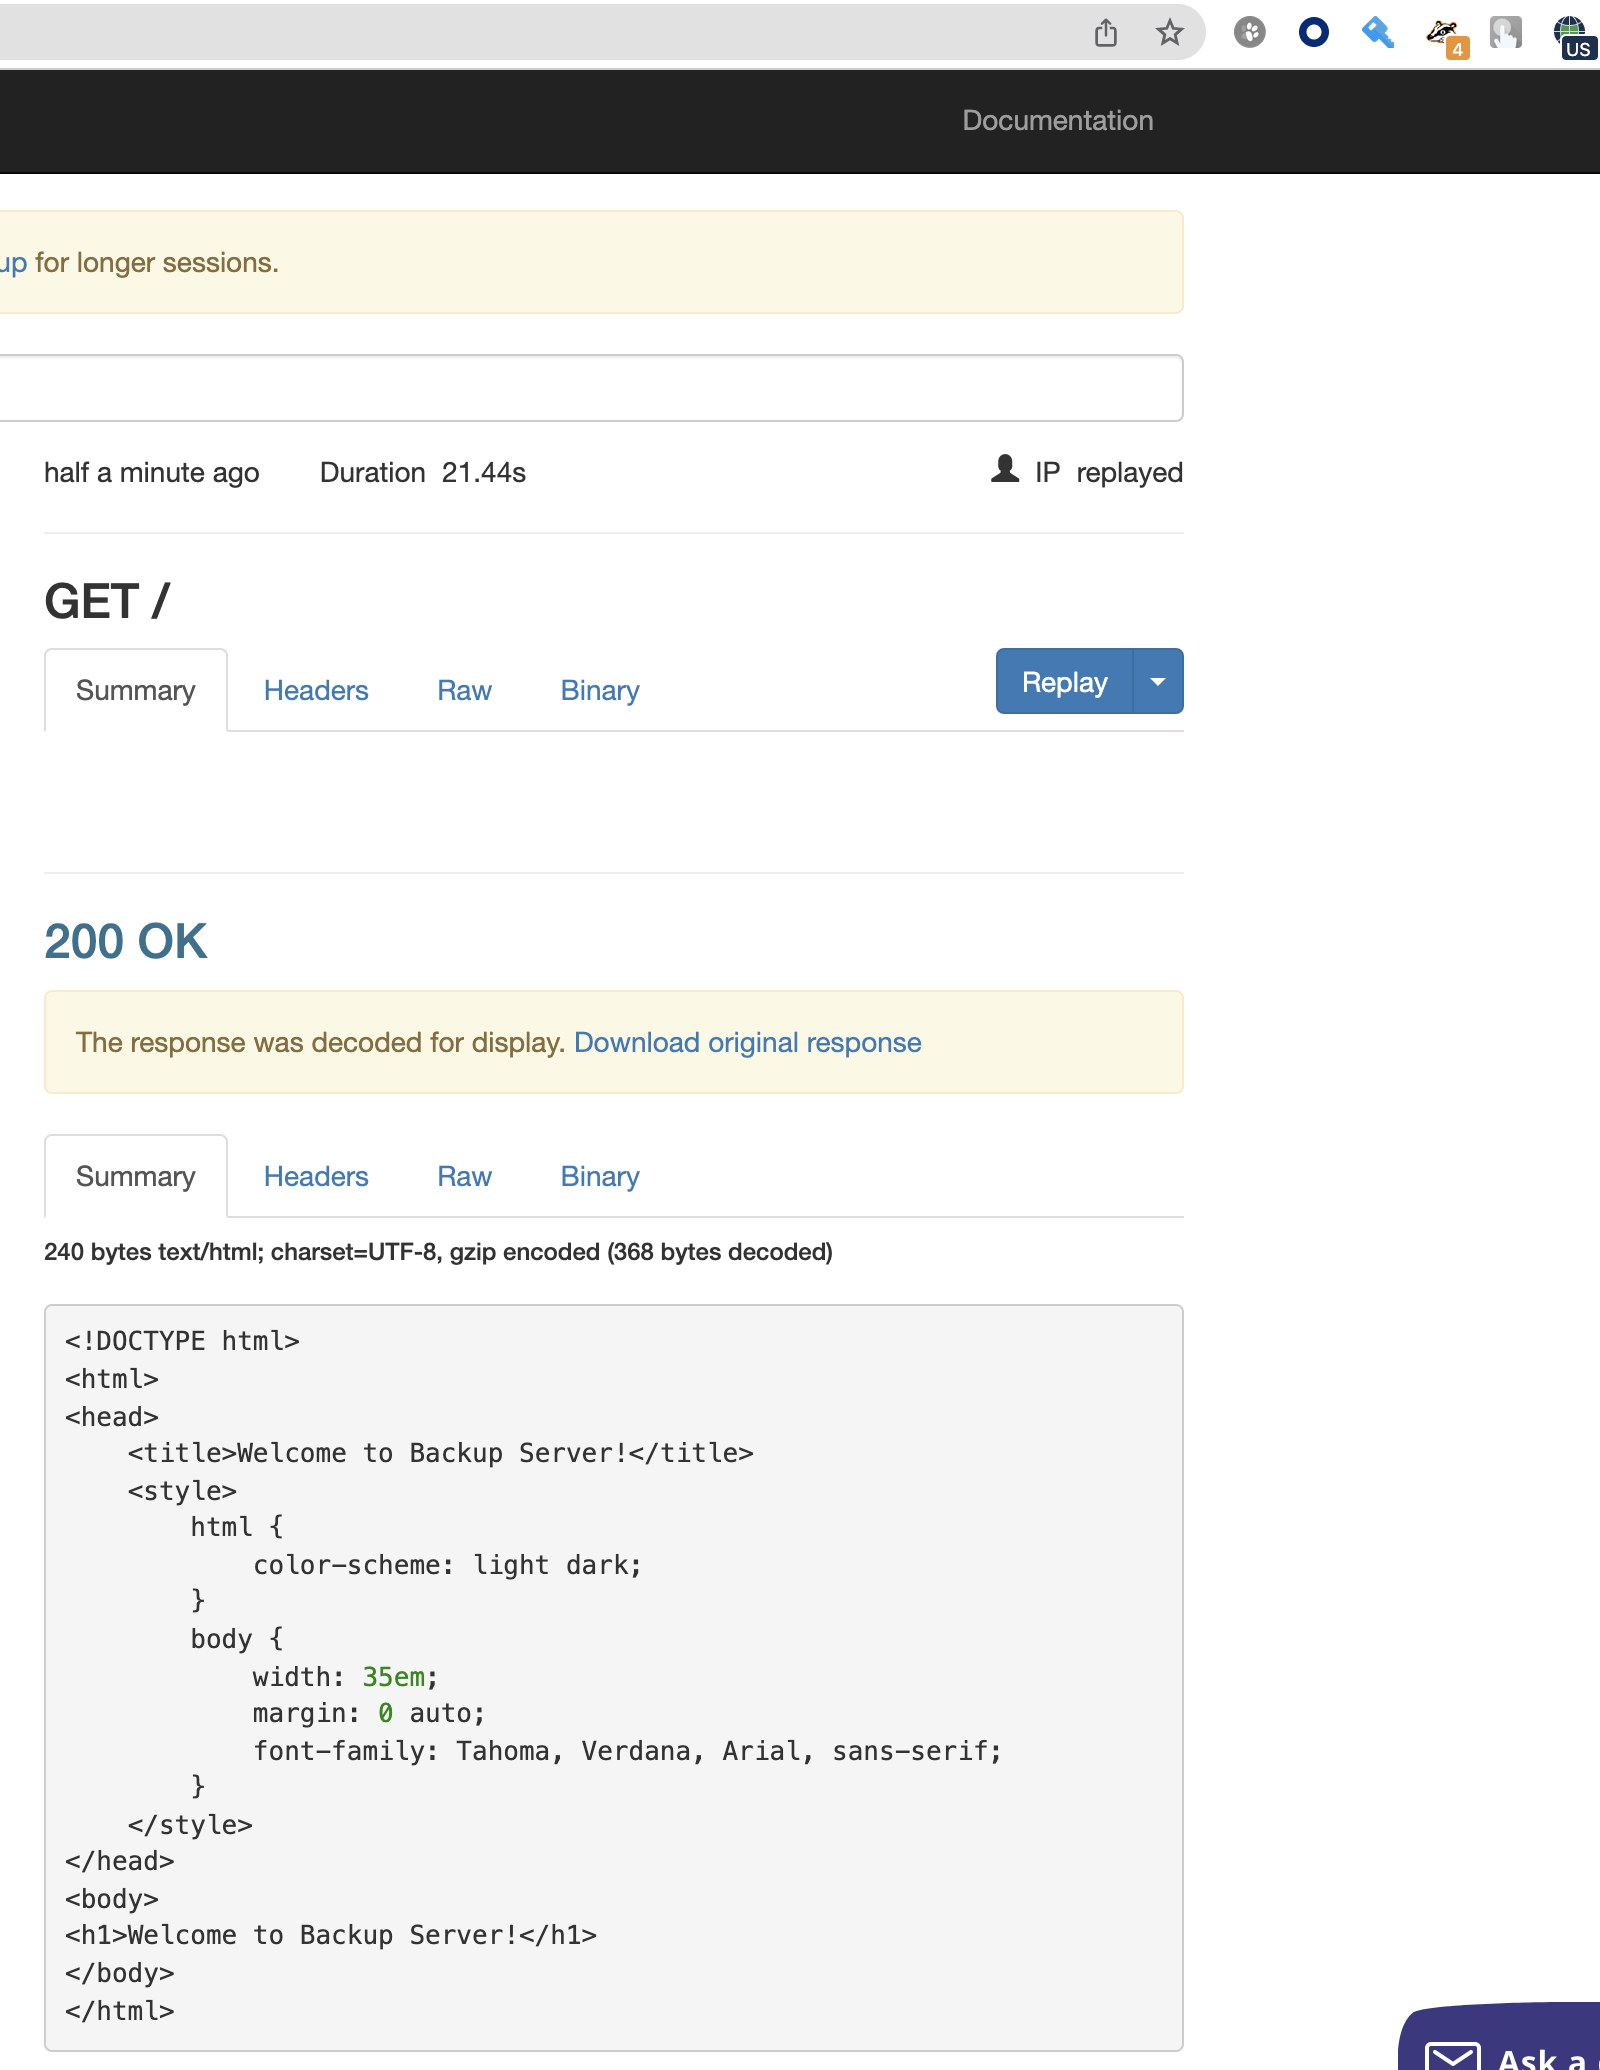 4
US
Documentation
up for longer sessions.
half a minute ago Duration 21.44s IP replayed
GET /
Summary Headers Raw Binary Replay
200 OK
The response was decoded for display. Download original response
Summary Headers Raw Binary
240 bytes text/html; charset=UTF-8, gzip encoded (368 bytes decoded)
<!DOCTYPE html>
<html>
<head>
    <title>Welcome to Backup Server!</title>
    <style>
        html {
            color-scheme: light dark;
        }
        body {
            width: 35em;
            margin: 0 auto;
            font-family: Tahoma, Verdana, Arial, sans-serif;
        }
    </style>
</head>
<body>
<h1>Welcome to Backup Server!</h1>
</body>
</html>
Ask a